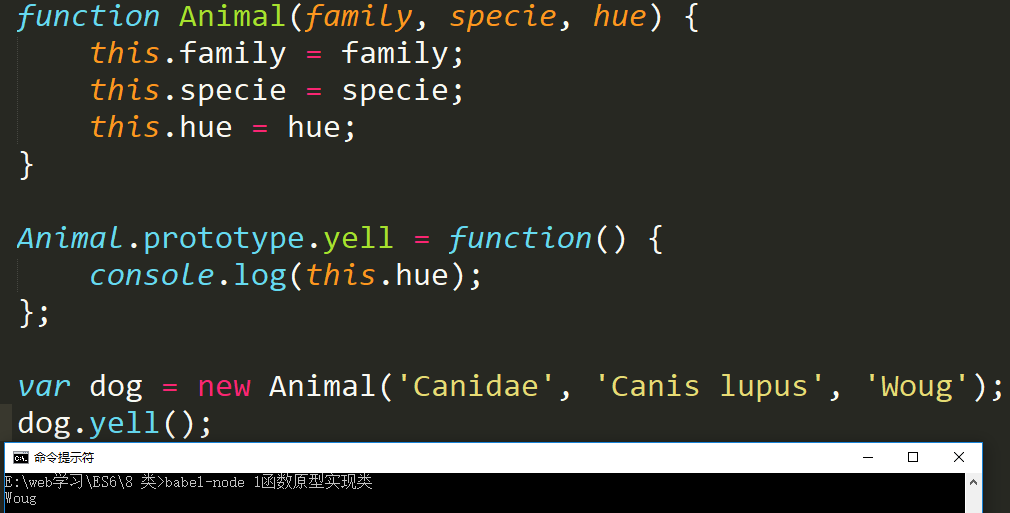 function Animal(family, specie, hue) {
    this.family = family;
    this.specie = specie;
    this.hue = hue;
}
Animal.prototype.yell = function() {
    console.log(this.hue);
};
var dog = new Animal('Canidae', 'Canis lupus', 'Woug');
dog.yell();
命令提示符
E:\web学习\ES6\8 类>babel-node 1函数原型实现类
Woug